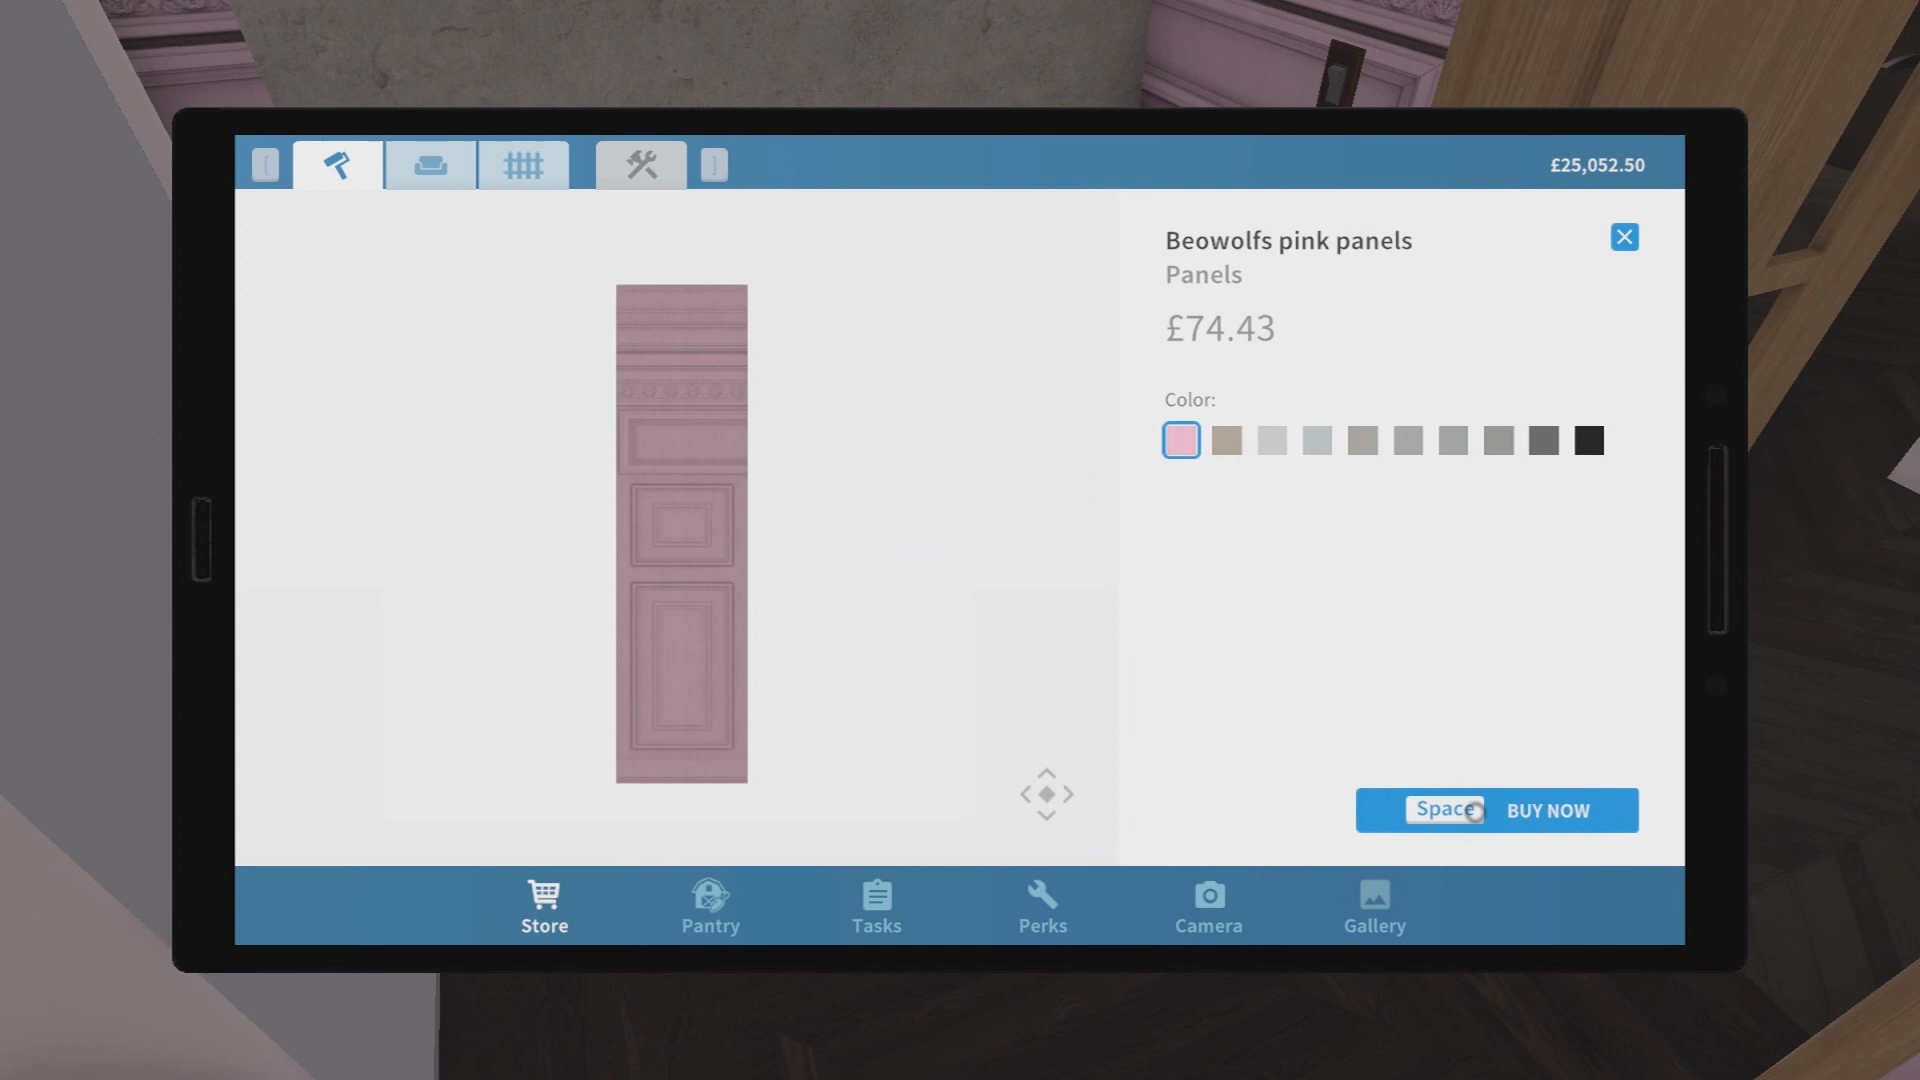 [
]
£25,052.50
Beowolfs pink panels
Panels
£74.43
Color:
Space BUY NOW
Store Pantry Tasks Perks Camera Gallery